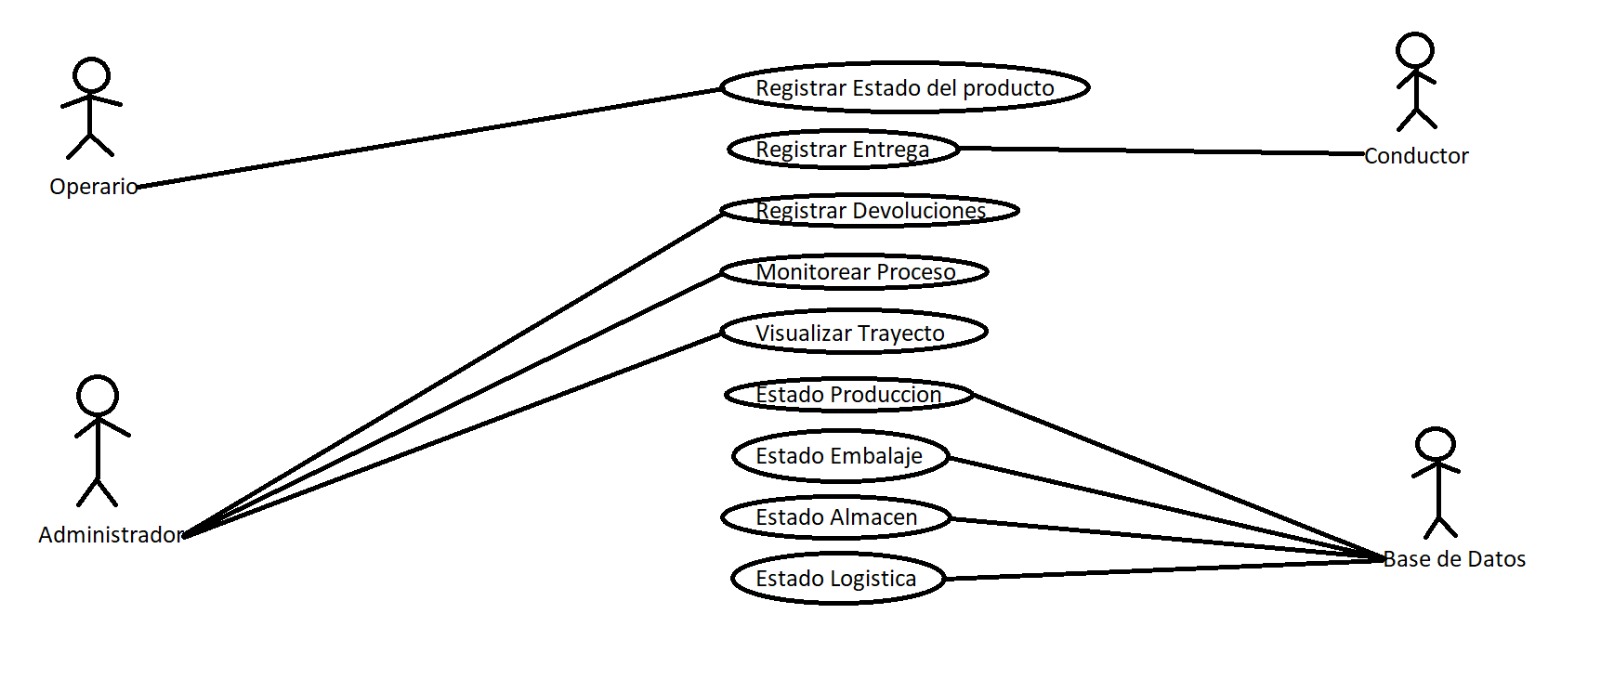 Registrar Estado del producto
Registrar Entrega
Conductor
Operario
Registrar Devoluciones
Monitorear Proceso
Visualizar Trayecto
Estado Produccion
Estado Embalaje
Estado Almacen
Administrador
Base de Datos
Estado Logistica